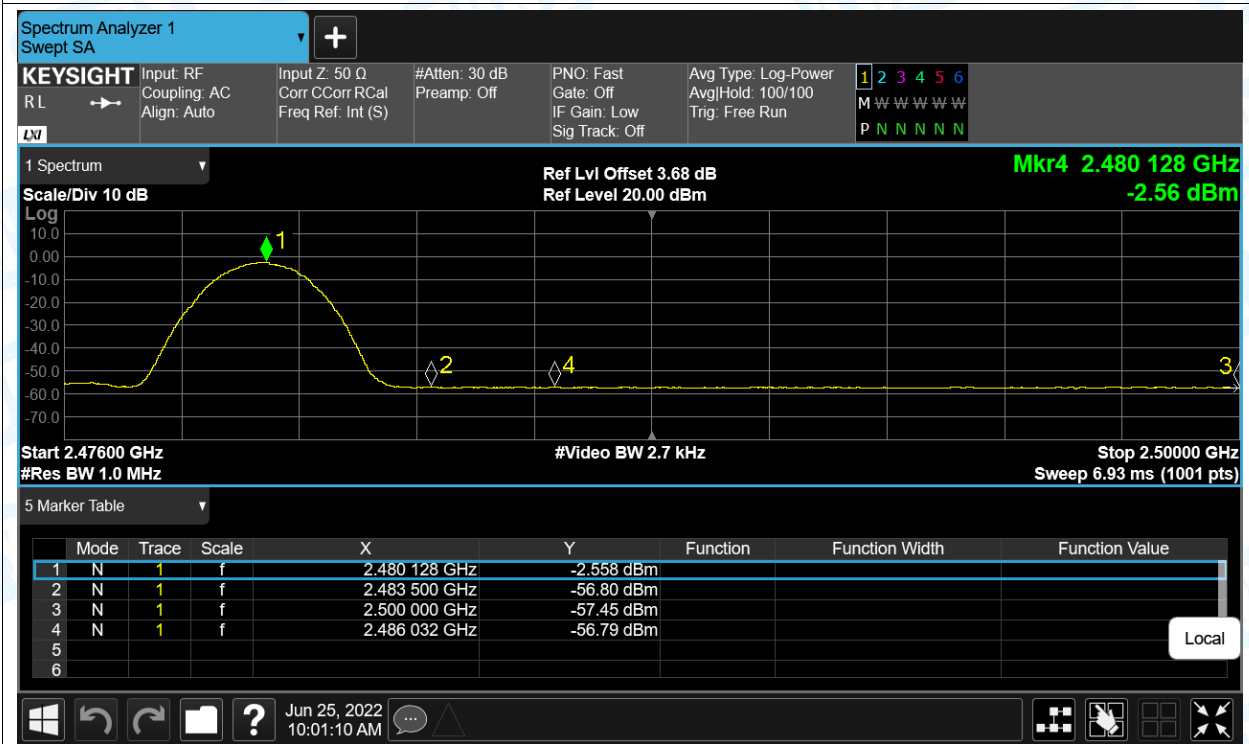 Spectrum Analyzer 1
Swept SA
KEYSIGHT
RL
LXI
Input: RF
Coupling: AC
Align: Auto
Input Z: 50 Ω
Corr CCorr RCal
Freq Ref: Int (S)
#Atten: 30 dB
Preamp: Off
PNO: Fast
Gate: Off
IF Gain: Low
Sig Track: Off
Avg Type: Log-Power
Avg|Hold: 100/100
Trig: Free Run
1 2 3 4 5 6
M W W W W W
P N N N N N
1 Spectrum
Scale/Div 10 dB
Ref Lvl Offset 3.68 dB
Ref Level 20.00 dBm
Mkr4 2.480 128 GHz
-2.56 dBm
Log
10.0
0.00
-10.0
-20.0
-30.0
-40.0
-50.0
-60.0
-70.0
1
2
4
3
Start 2.47600 GHz
#Res BW 1.0 MHz
#Video BW 2.7 kHz
Stop 2.50000 GHz
Sweep 6.93 ms (1001 pts)
5 Marker Table
Mode Trace Scale X Y Function Function Width Function Value
1 N 1 f 2.480 128 GHz -2.558 dBm
2 N 1 f 2.483 500 GHz -56.80 dBm
3 N 1 f 2.500 000 GHz -57.45 dBm
4 N 1 f 2.486 032 GHz -56.79 dBm
5
6
Local
?
Jun 25, 2022
10:01:10 AM